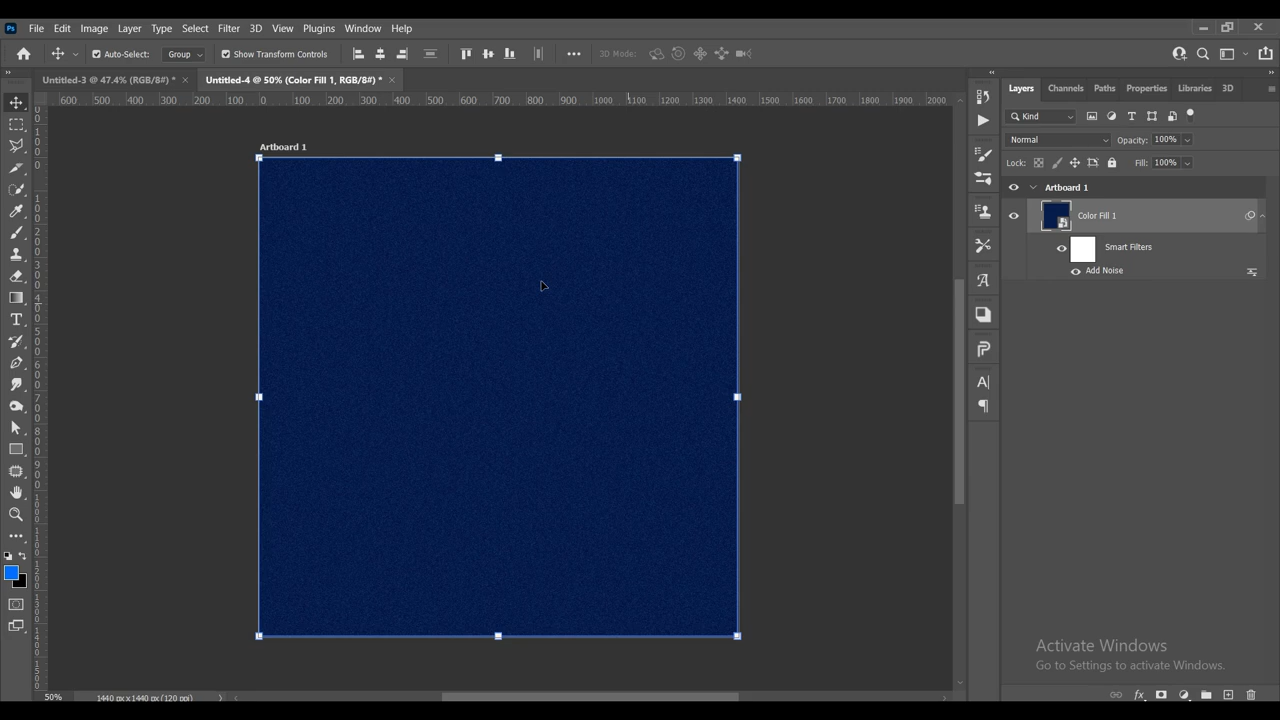 Ps File Edit Image Layer Type Select Filter 3D View Plugins Window Help
Auto-Select: Group Show Transform Controls 3D Mode:
Untitled-3 @ 47.4% (RGB/8#) * × Untitled-4 @ 50% (Color Fill 1, RGB/8#) * ×
600 500 400 300 200 100 0 100 200 300 400 500 600 700 800 900 1000 1100 1200 1300 1400 1500 1600 1700 1800 1900 2000
Artboard 1
Layers Channels Paths Properties Libraries 3D
Kind
Normal Opacity: 100%
Lock: Fill: 100%
Artboard 1
Color Fill 1
Smart Filters
Add Noise
Activate Windows
Go to Settings to activate Windows.
50% 1440 px x 1440 px (120 ppi)